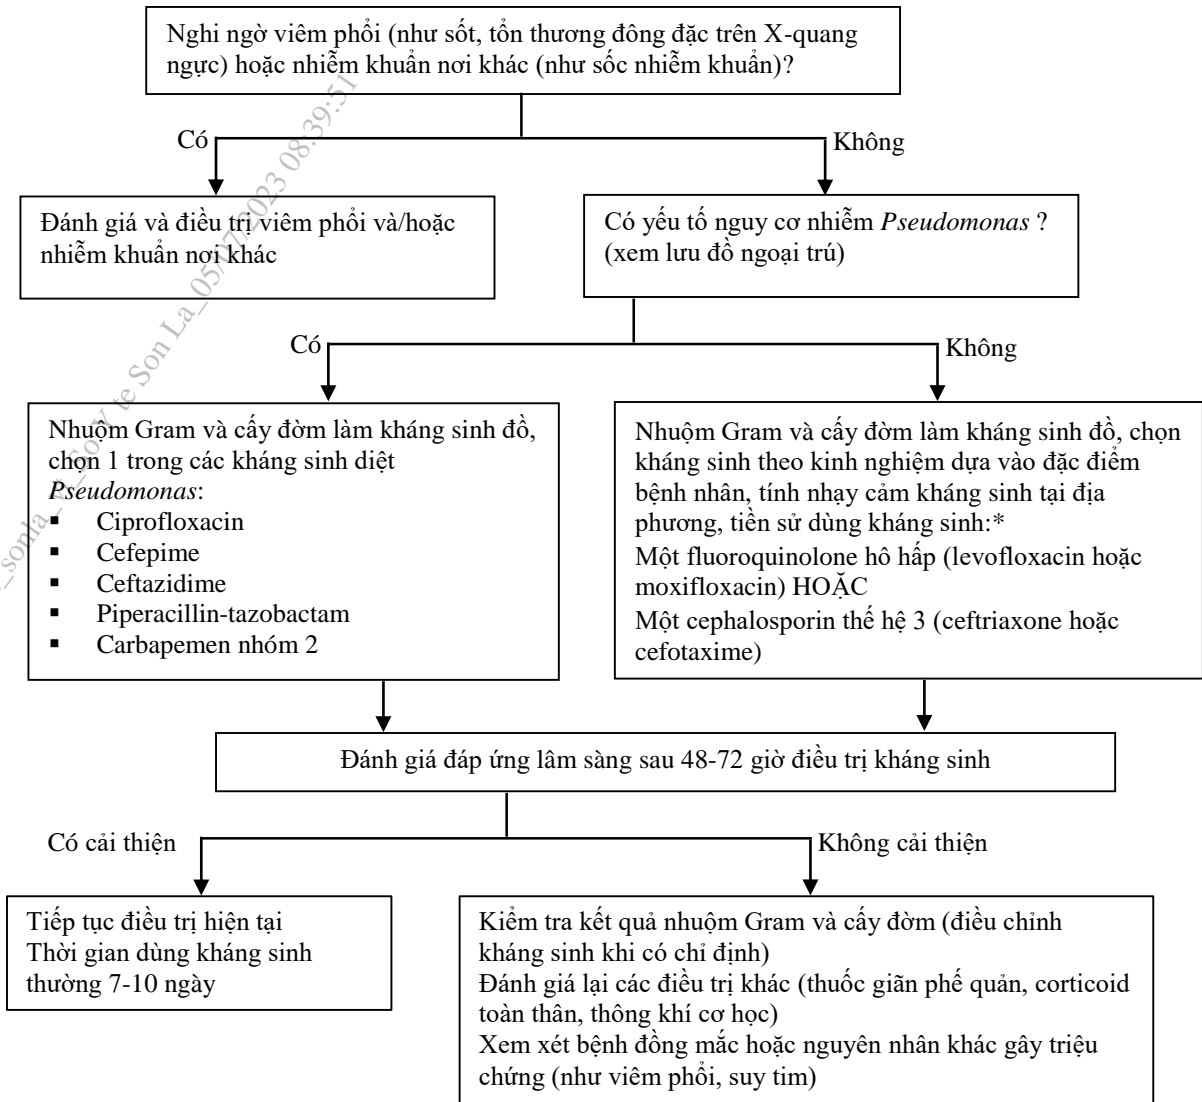 Nghi ngờ viêm phổi (như sốt, tổn thương đông đặc trên X-quang
ngực) hoặc nhiễm khuẩn nơi khác (như sốc nhiễm khuẩn)?
Có
Không
Đánh giá và điều trị viêm phổi và/hoặc
nhiễm khuẩn nơi khác
Có yếu tố nguy cơ nhiễm Pseudomonas ?
(xem lưu đồ ngoại trú)
Có
Không
Nhuộm Gram và cấy đờm làm kháng sinh đồ,
chọn 1 trong các kháng sinh diệt
Pseudomonas:
▪ Ciprofloxacin
▪ Cefepime
▪ Ceftazidime
▪ Piperacillin-tazobactam
▪ Carbapemen nhóm 2
Nhuộm Gram và cấy đờm làm kháng sinh đồ, chọn
kháng sinh theo kinh nghiệm dựa vào đặc điểm
bệnh nhân, tính nhạy cảm kháng sinh tại địa
phương, tiền sử dùng kháng sinh:*
Một fluoroquinolone hô hấp (levofloxacin hoặc
moxifloxacin) HOẶC
Một cephalosporin thế hệ 3 (ceftriaxone hoặc
cefotaxime)
Đánh giá đáp ứng lâm sàng sau 48-72 giờ điều trị kháng sinh
Có cải thiện
Không cải thiện
Tiếp tục điều trị hiện tại
Thời gian dùng kháng sinh
thường 7-10 ngày
Kiểm tra kết quả nhuộm Gram và cấy đờm (điều chỉnh
kháng sinh khi có chỉ định)
Đánh giá lại các điều trị khác (thuốc giãn phế quản, corticoid
toàn thân, thông khí cơ học)
Xem xét bệnh đồng mắc hoặc nguyên nhân khác gây triệu
chứng (như viêm phổi, suy tim)
te Son La_05/07/2023 08:39:51